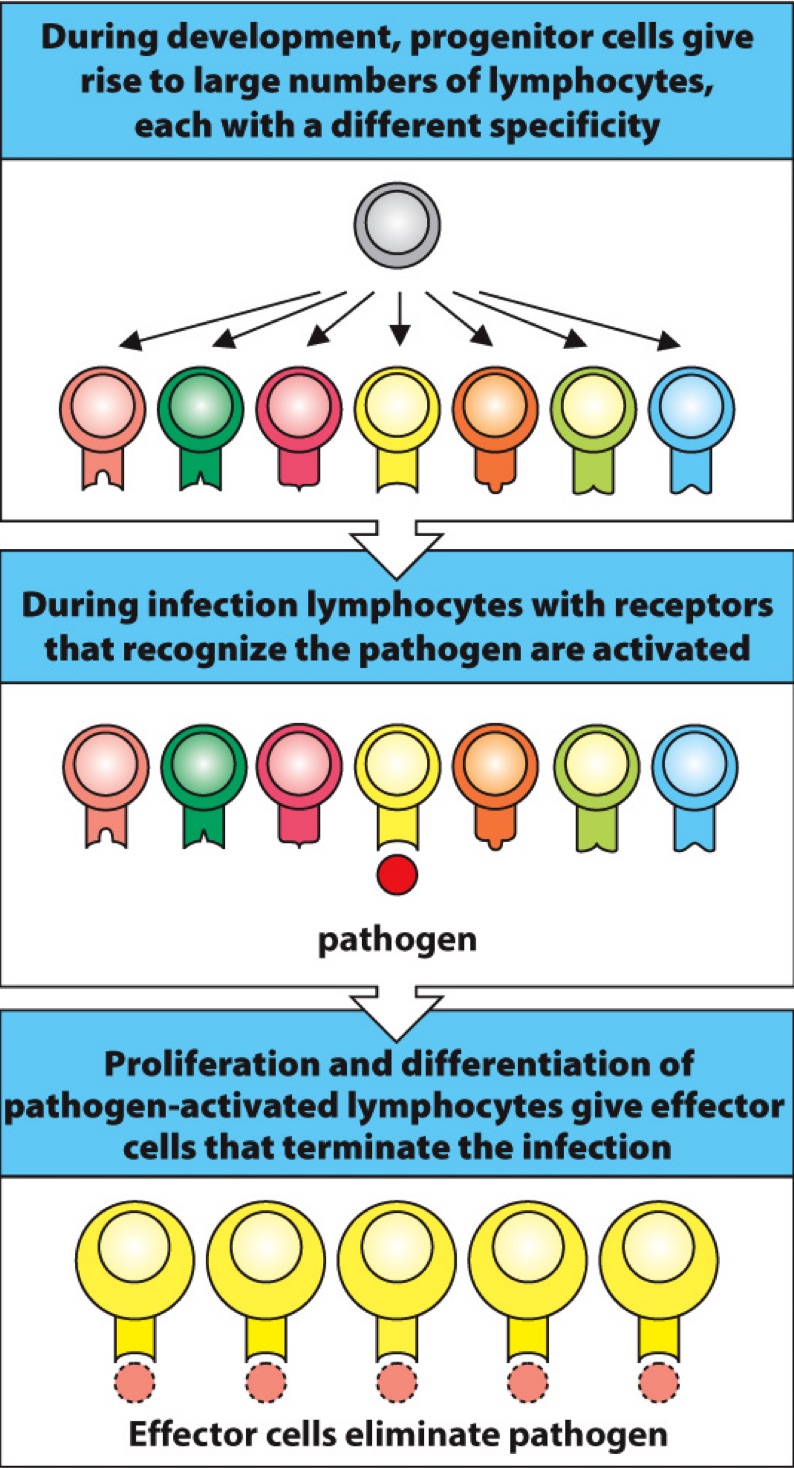 During development, progenitor cells give
rise to large numbers of lymphocytes,
each with a different specificity
During infection lymphocytes with receptors
that recognize the pathogen are activated
pathogen
Proliferation and differentiation of
pathogen-activated lymphocytes give effector
cells that terminate the infection
Effector cells eliminate pathogen